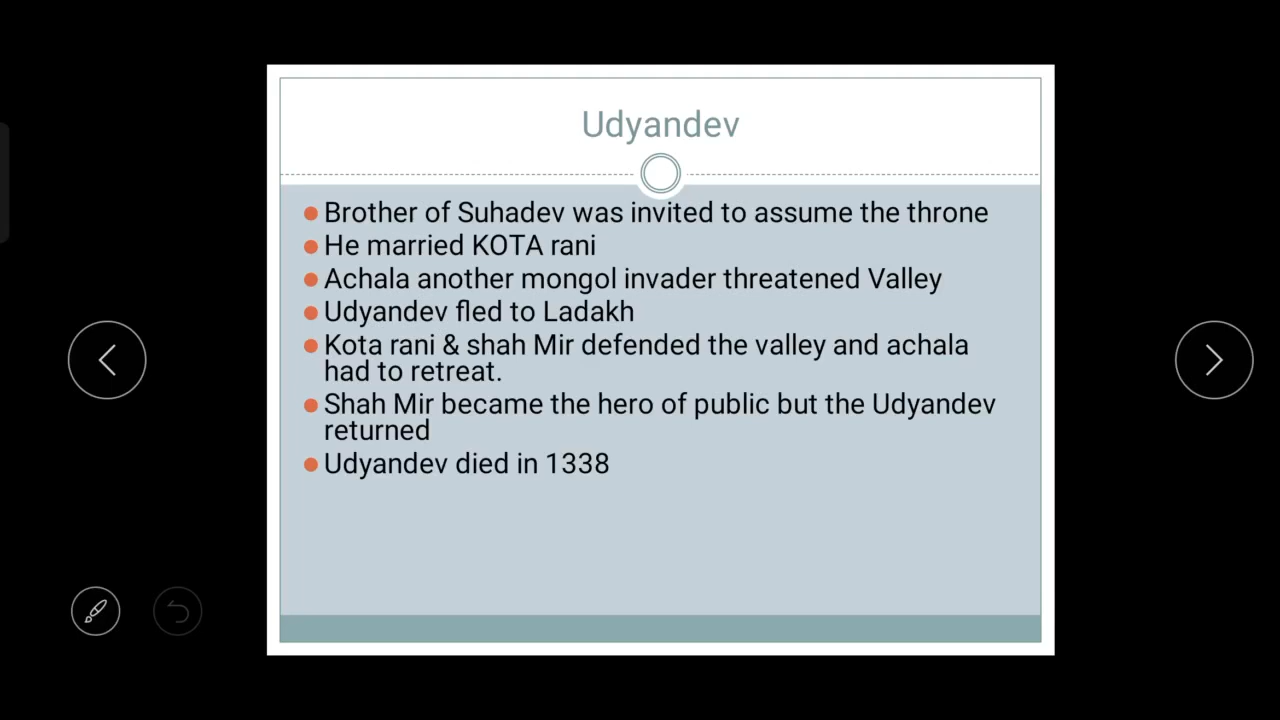 Udyandev
Brother of Suhadev was invited to assume the throne
He married KOTA rani
Achala another mongol invader threatened Valley
Udyandev fled to Ladakh
Kota rani & shah Mir defended the valley and achala
had to retreat.
Shah Mir became the hero of public but the Udyandev
returned
Udyandev died in 1338